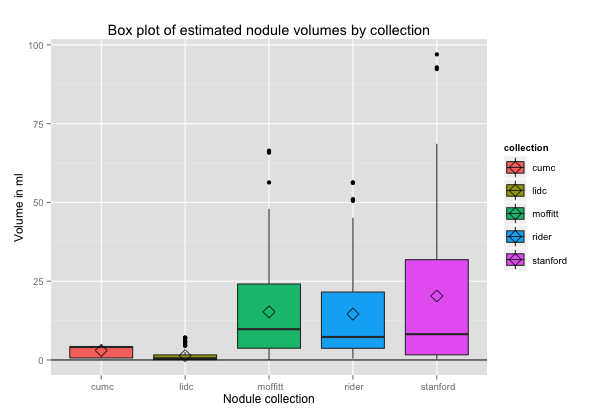 Box plot of estimated nodule volumes by collection
100
75
50
25
0
Volume in ml
cumc lidc moffitt rider stanford
Nodule collection
collection
cumc
lidc
moffitt
rider
stanford